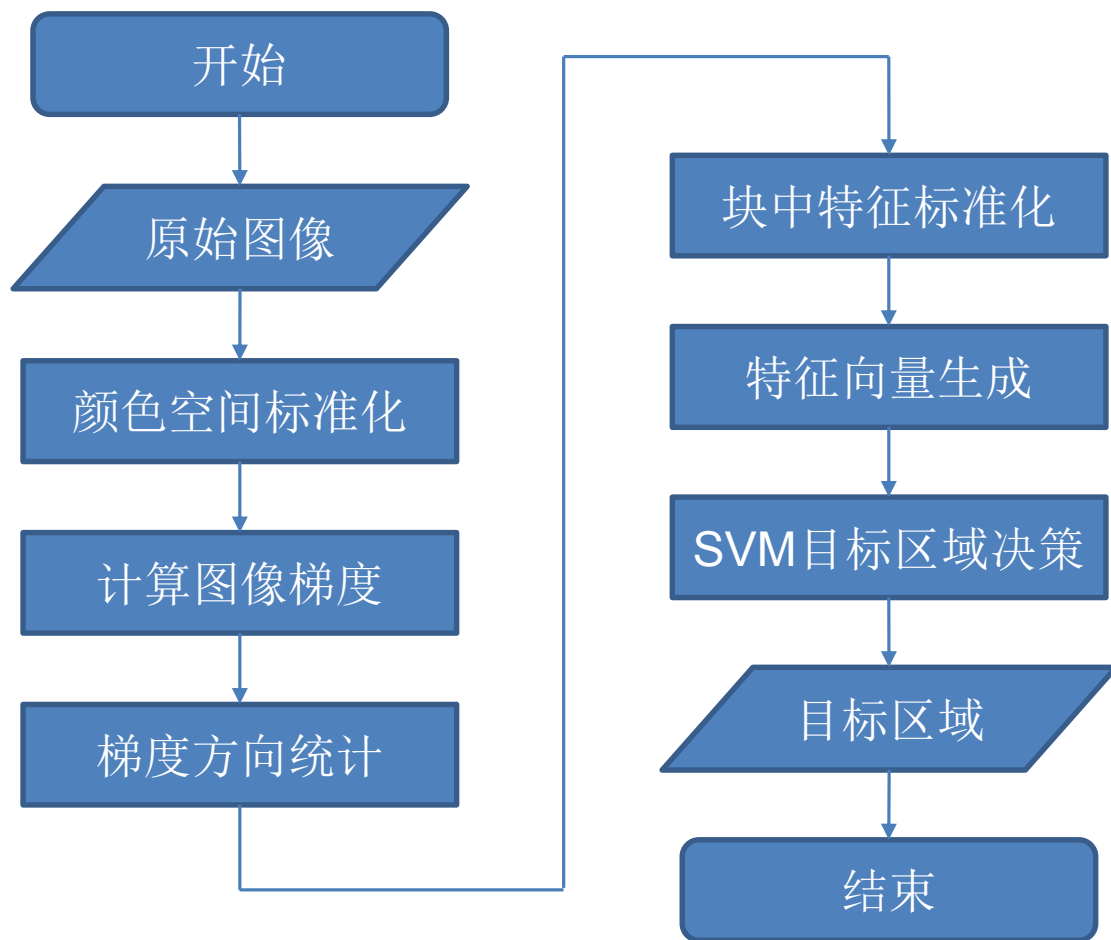 开始
原始图像
颜色空间标准化
计算图像梯度
梯度方向统计
块中特征标准化
特征向量生成
SVM目标区域决策
目标区域
结束